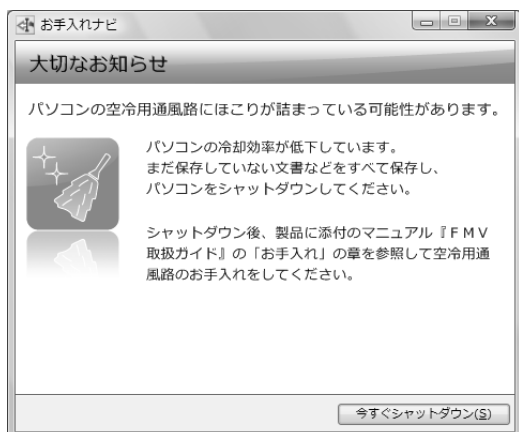 お手入れナビ
大切なお知らせ
パソコンの空冷用通風路にほこりが詰まっている可能性があります。
パソコンの冷却効率が低下しています。
まだ保存していない文書などをすべて保存し、
パソコンをシャットダウンしてください。
シャットダウン後、製品に添付のマニュアル『ＦＭＶ
取扱ガイド』の「お手入れ」の章を参照して空冷用通
風路のお手入れをしてください。
今すぐシャットダウン(S)